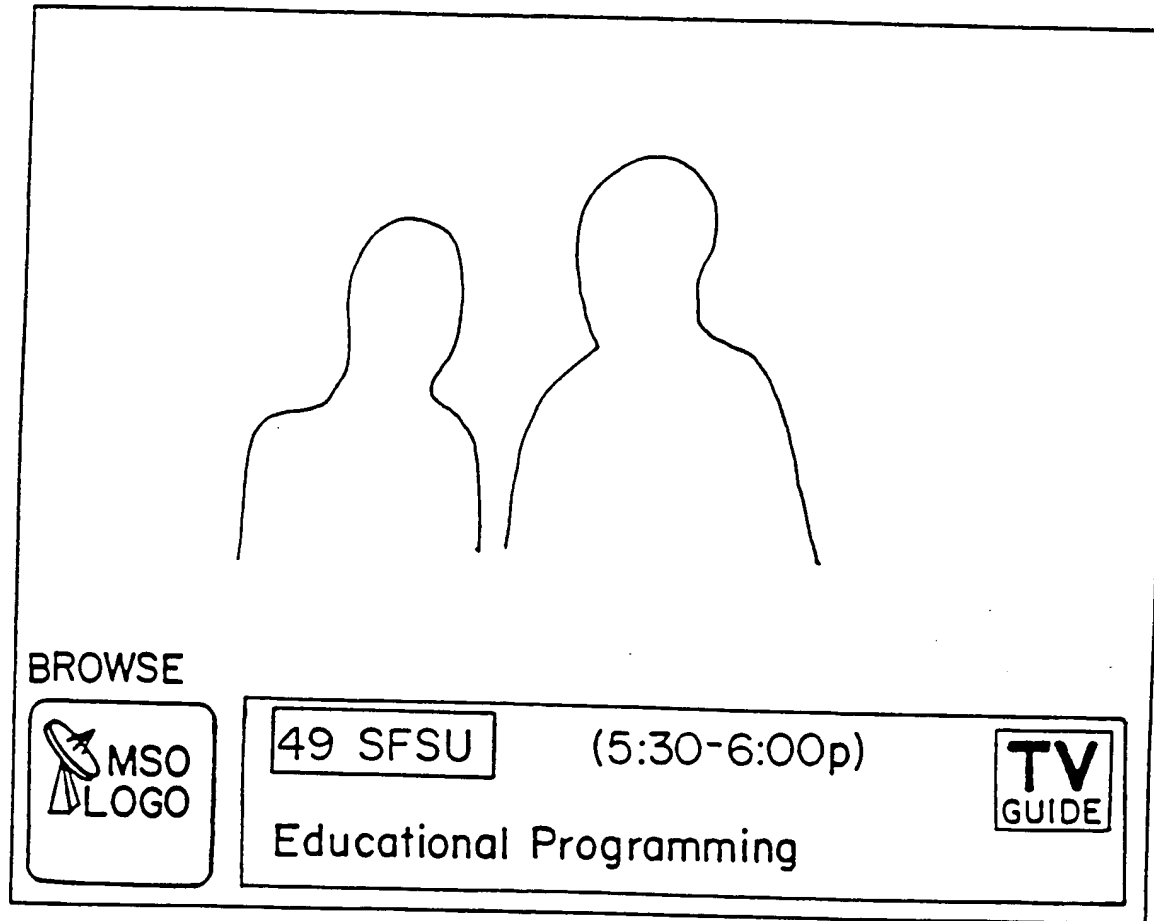 BROWSE
MSO
LOGO
49 SFSU (5:30-6:00p)
Educational Programming
TV
GUIDE